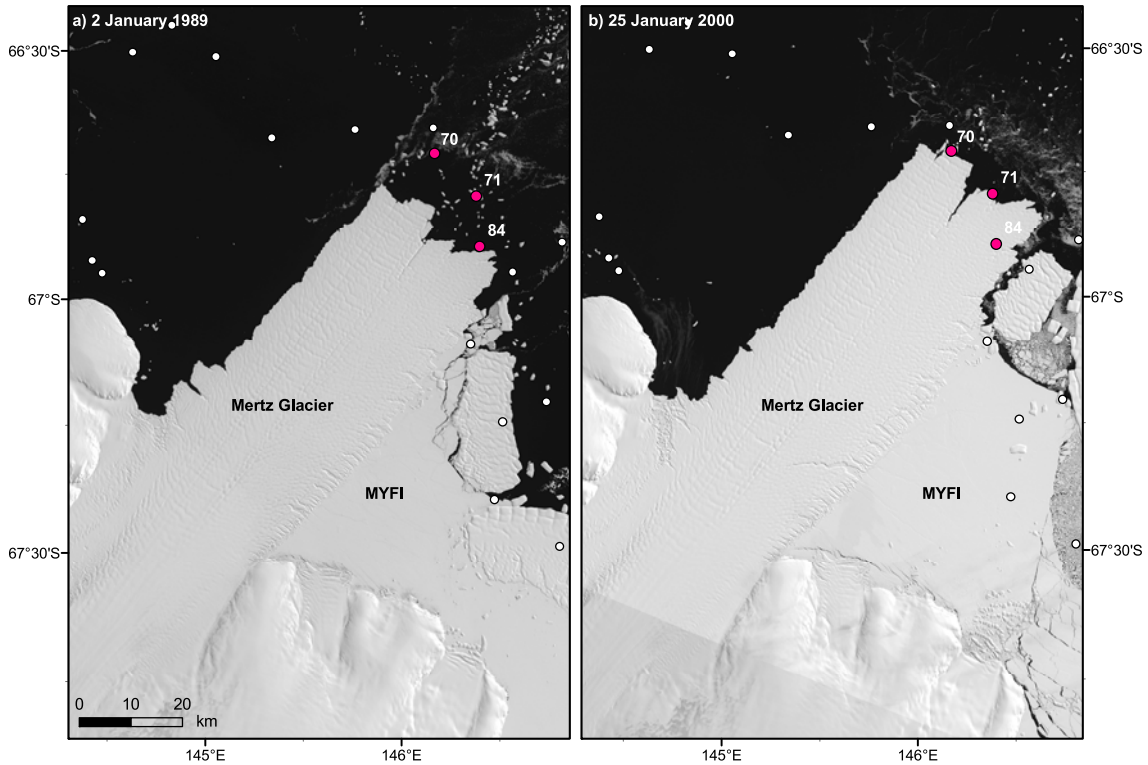 a) 2 January 1989
b) 25 January 2000
66°30'S
66°30'S
70
70
71
71
84
84
67°S
67°S
Mertz Glacier
Mertz Glacier
MYFI
MYFI
67°30'S
67°30'S
0 10 20
km
145°E
146°E
145°E
146°E